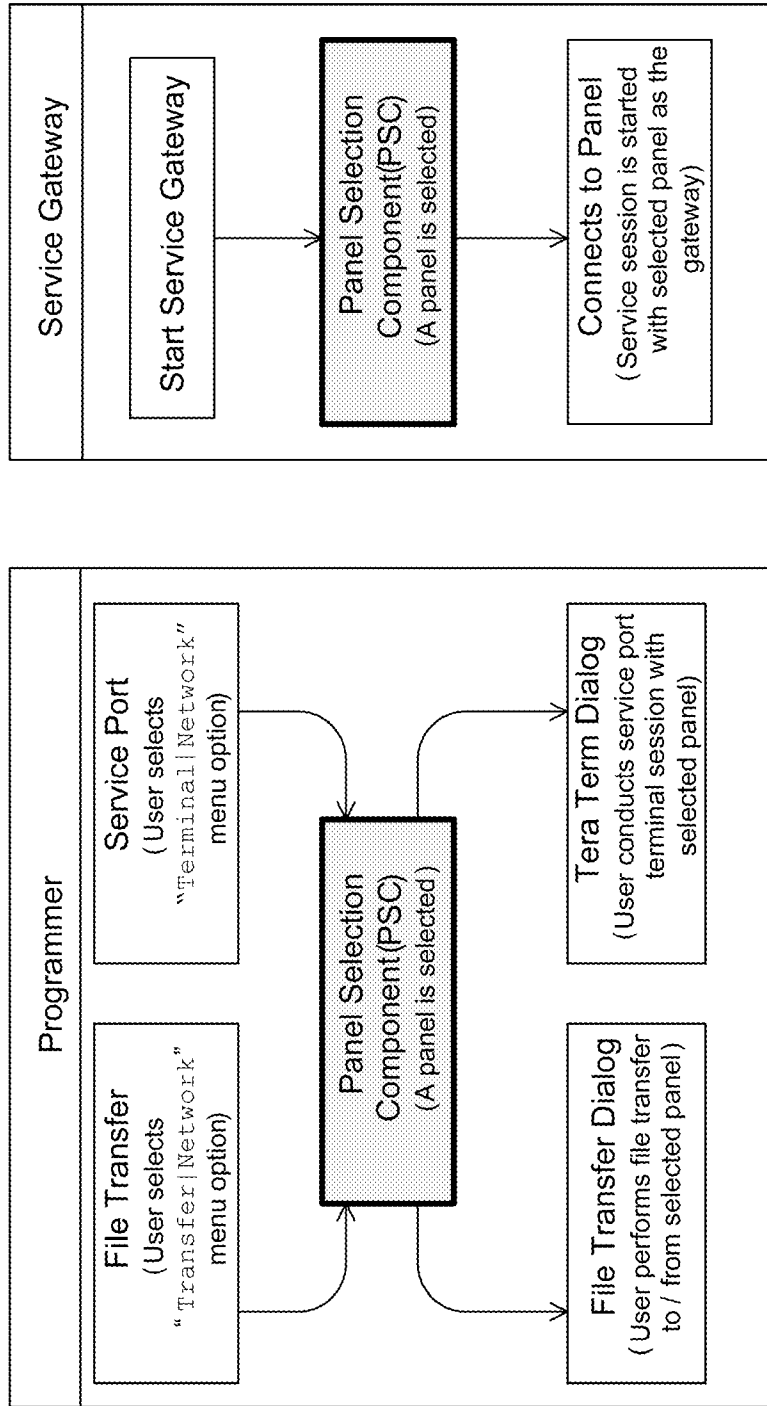 Programmer
File Transfer
(User selects
“Transfer|Network”
menu option)
Service Port
(User selects
“Terminal|Network”
menu option)
Panel Selection
Component(PSC)
(A panel is selected)
File Transfer Dialog
(User performs file transfer
to / from selected panel)
Tera Term Dialog
(User conducts service port
terminal session with
selected panel)
Service Gateway
Start Service Gateway
Panel Selection
Component(PSC)
(A panel is selected)
Connects to Panel
(Service session is started
with selected panel as the
gateway)